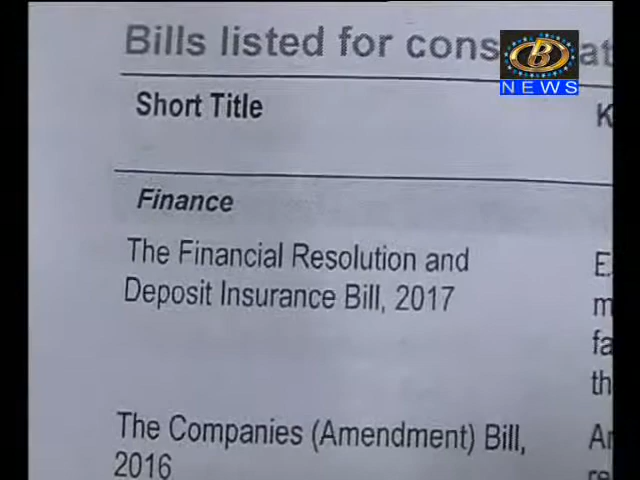 Bills listed for
B
NEWS
Short Title
Finance
The Financial Resolution and
Deposit Insurance Bill, 2017
The Companies (Amendment) Bill,
2016